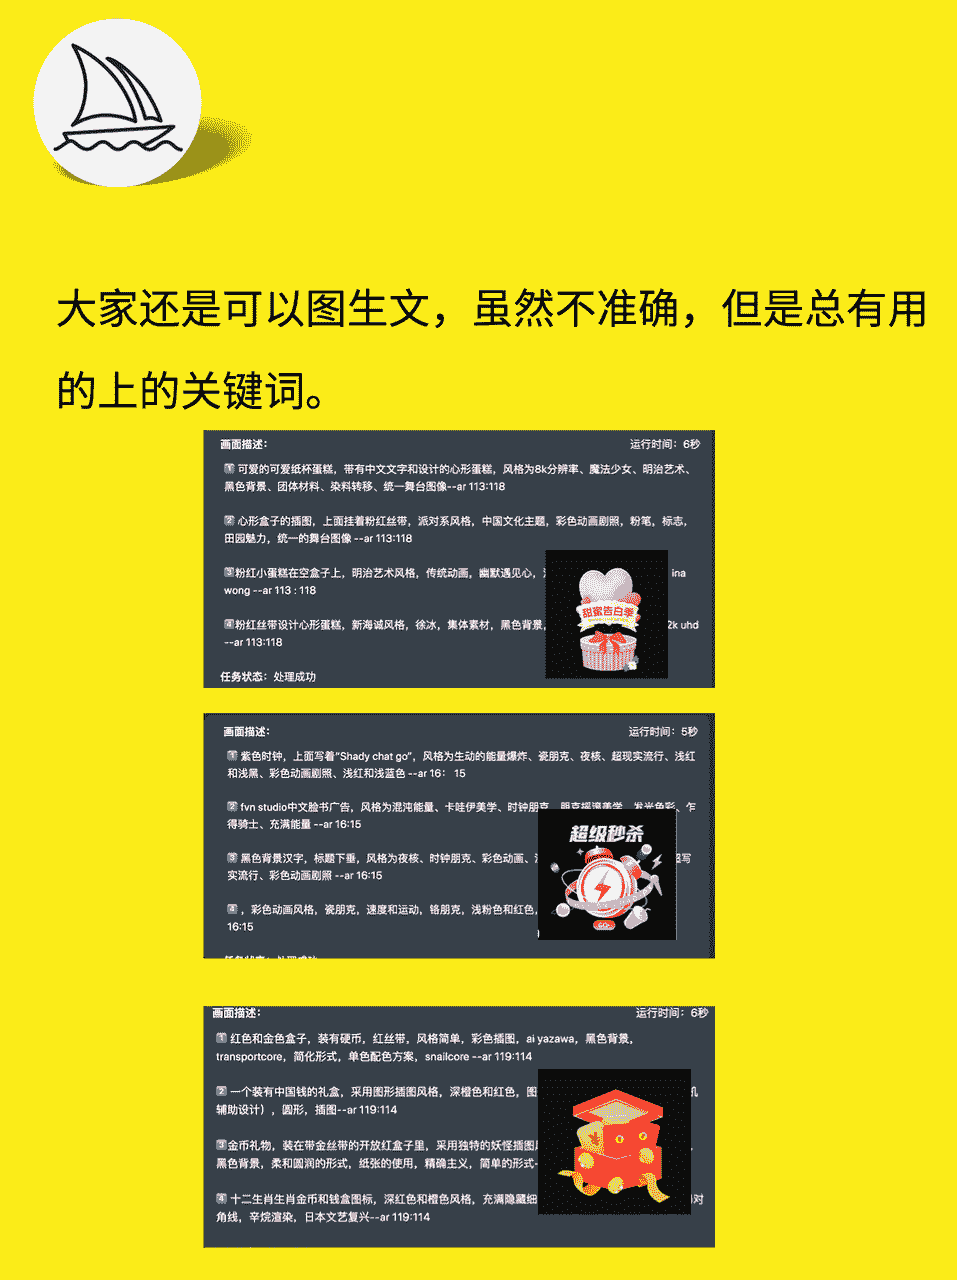 大家还是可以图生文，虽然不准确，但是总有用
的上的关键词。
画面描述： 运行时间：6秒
1 可爱的可爱纸杯蛋糕，带有中文文字和设计的心形蛋糕，风格为8k分辨率、魔法少女、明治艺术、
黑色背景、团体材料、染料转移、统一舞台图像--ar 113:118
2 心形盒子的插图，上面挂着粉红丝带，派对系风格，中国文化主题，彩色动画剧照，粉笔，标志，
田园魅力，统一的舞台图像 --ar 113:118
3 粉红小蛋糕在空盒子上，明治艺术风格，传统动画，幽默遇见心， ina
wong --ar 113 : 118
4 粉红丝带设计心形蛋糕，新海诚风格，徐冰，集体素材，黑色背景， 2k uhd
--ar 113:118
甜蜜告白季
任务状态：处理成功
画面描述： 运行时间：5秒
1 紫色时钟，上面写着“Shady chat go”，风格为生动的能量爆炸、瓷朋克、夜核、超现实流行、浅红
和浅黑、彩色动画剧照、浅红和浅蓝色 --ar 16： 15
2 fvn studio中文脸书广告，风格为混沌能量、卡哇伊美学、时钟朋克、朋克摇滚美学、发光色彩、乍
得骑士、充满能量 --ar 16:15
3 黑色背景汉字，标题下垂，风格为夜核、时钟朋克、彩色动画、 超写
实流行、彩色动画剧照 --ar 16:15
4 ，彩色动画风格，瓷朋克，速度和运动，铬朋克，浅粉色和红色，
16:15
超级秒杀
GO
任务状态：处理成功
画面描述： 运行时间：6秒
1 红色和金色盒子，装有硬币，红丝带，风格简单，彩色插图，ai yazawa，黑色背景，
transportcore，简化形式，单色配色方案，snailcore --ar 119:114
2 一个装有中国钱的礼盒，采用图形插图风格，深橙色和红色，图
辅助设计），圆形，插图--ar 119:114
3 金币礼物，装在带金丝带的开放红盒子里，采用独特的妖怪插图
黑色背景，柔和圆润的形式，纸张的使用，精确主义，简单的形式-
4 十二生肖生肖金币和钱盒图标，深红色和橙色风格，充满隐藏细 对
角线，辛烷渲染，日本文艺复兴--ar 119:114